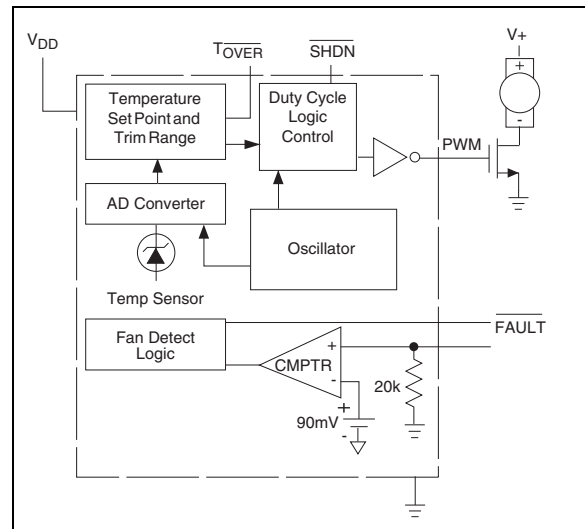 V+
VDD
TOVER
SHDN
+
-
Temperature
Set Point and
Trim Range
Duty Cycle
Logic
Control
PWM
AD Converter
Oscillator
Temp Sensor
Fan Detect
Logic
CMPTR
+
-
FAULT
20k
+
90mV
-